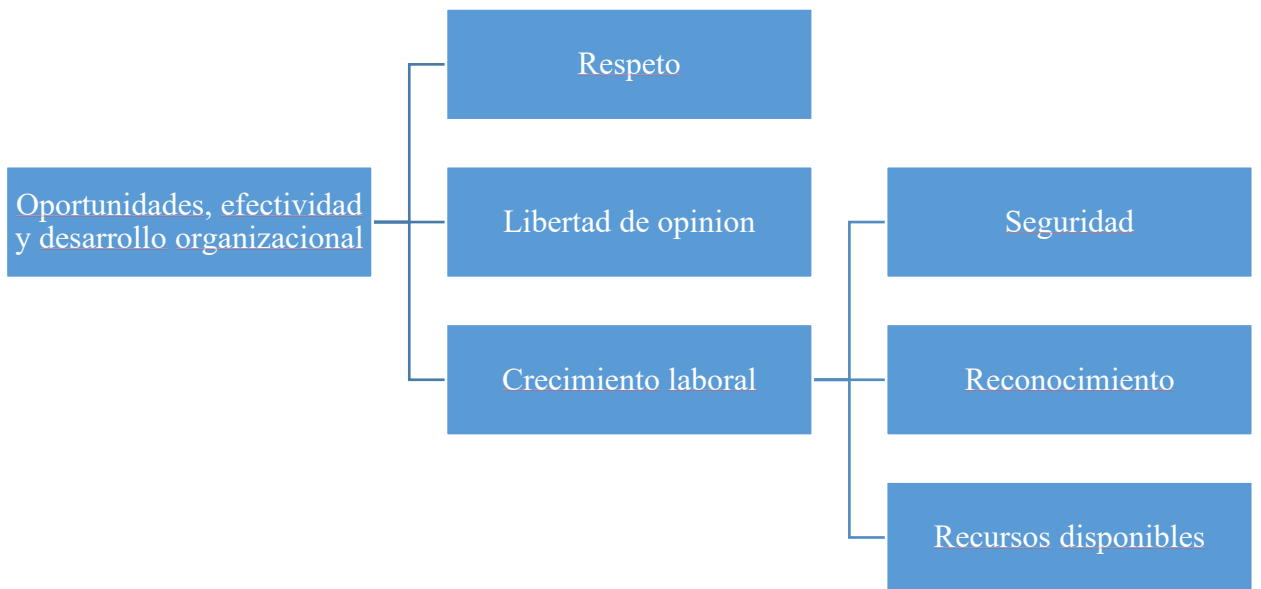 Oportunidades, efectividad
y desarrollo organizacional
Respeto
Libertad de opinion
Crecimiento laboral
Seguridad
Reconocimiento
Recursos disponibles